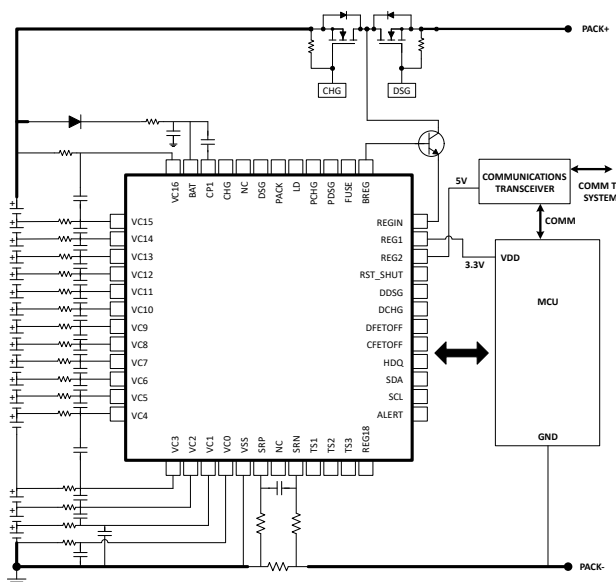 PACK+
CHG
DSG
VC16
BAT
CP1
CHG
NC
DSG
PACK
LD
PCHG
PDSG
FUSE
BREG
COMMUNICATIONS
TRANSCEIVER
5V
COMM T
SYSTEM
COMM
VC15
VC14
VC13
VC12
VC11
VC10
VC9
VC8
VC7
VC6
VC5
VC4
REGIN
REG1
REG2
RST_SHUT
DDSG
DCHG
DFETOFF
CFETOFF
HDQ
SDA
SCL
ALERT
3.3V
VDD
MCU
GND
VC3
VC2
VC1
VC0
VSS
SRP
NC
SRN
TS1
TS2
TS3
REG18
PACK-